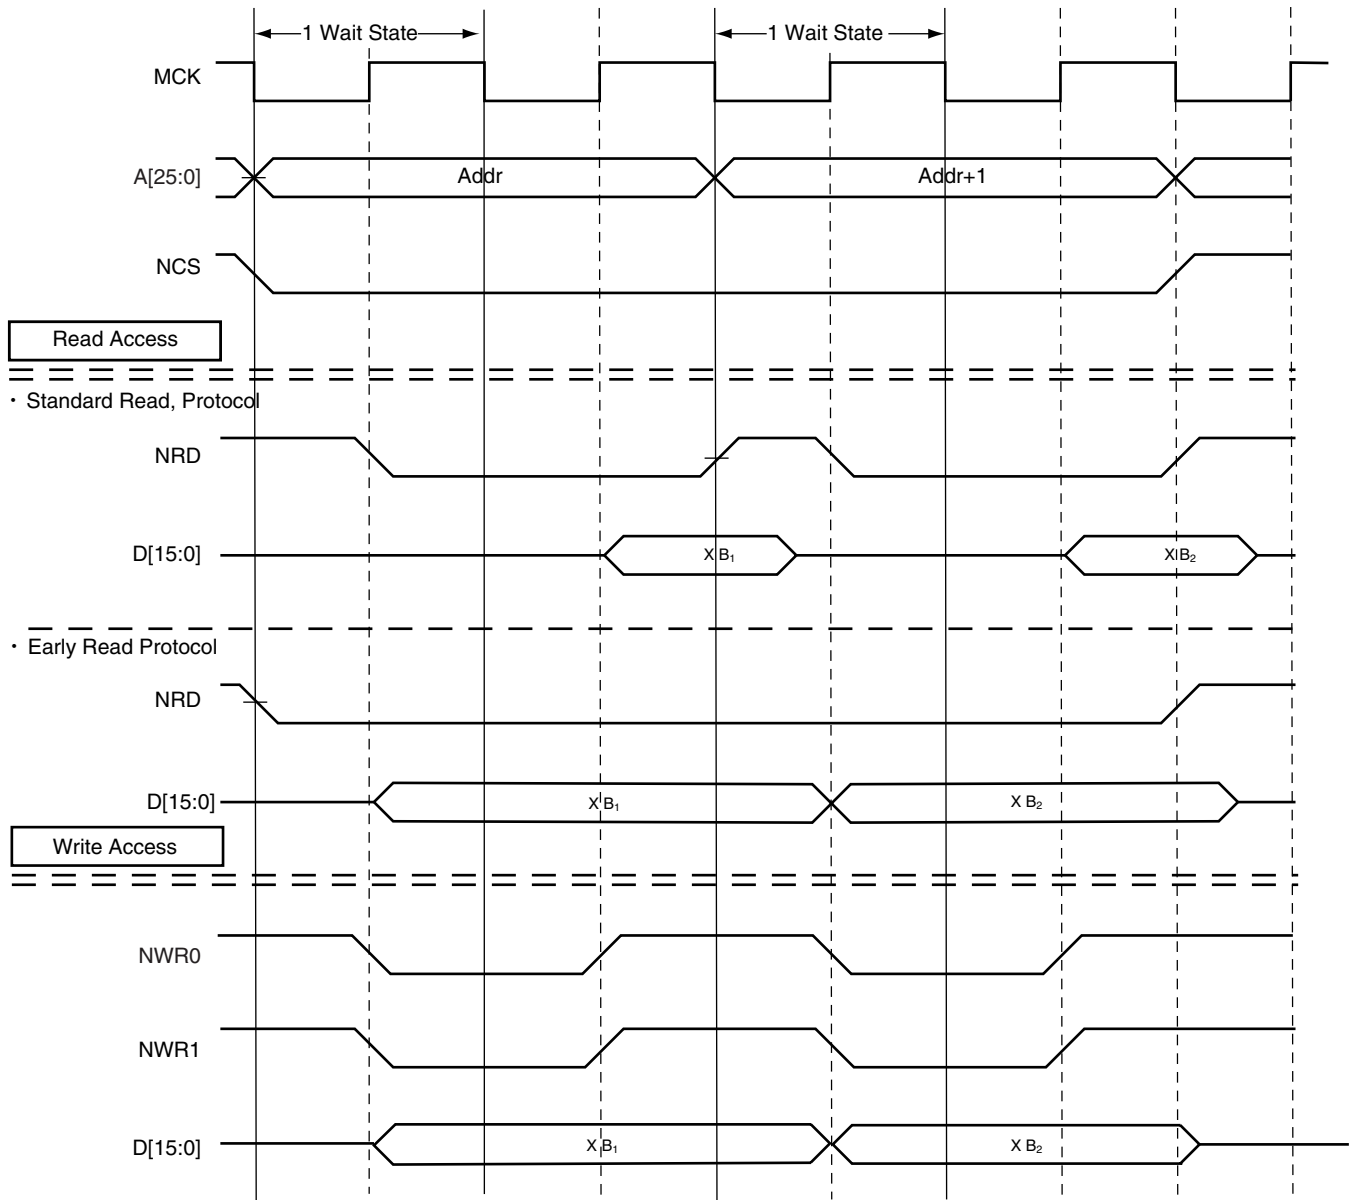 1 Wait State 1 Wait State
MCK
A[25:0] Addr Addr+1
NCS
Read Access
· Standard Read, Protocol
NRD
D[15:0] X B₁ X B₂
· Early Read Protocol
NRD
D[15:0] X B₁ X B₂
Write Access
NWR0
NWR1
D[15:0] X B₁ X B₂